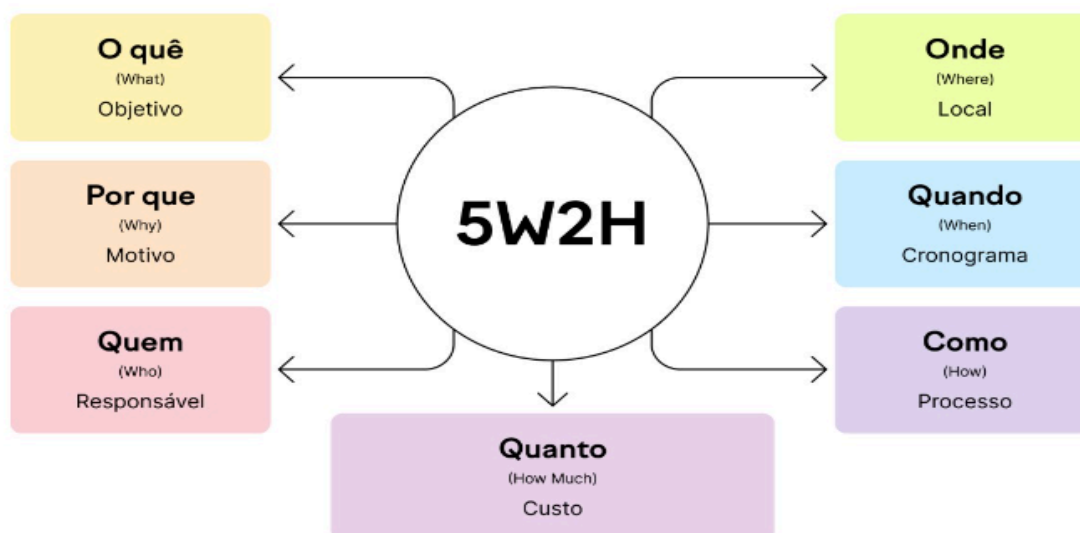 O quê
(What)
Objetivo
Por que
(Why)
Motivo
Quem
(Who)
Responsável
5W2H
Onde
(Where)
Local
Quando
(When)
Cronograma
Como
(How)
Processo
Quanto
(How Much)
Custo